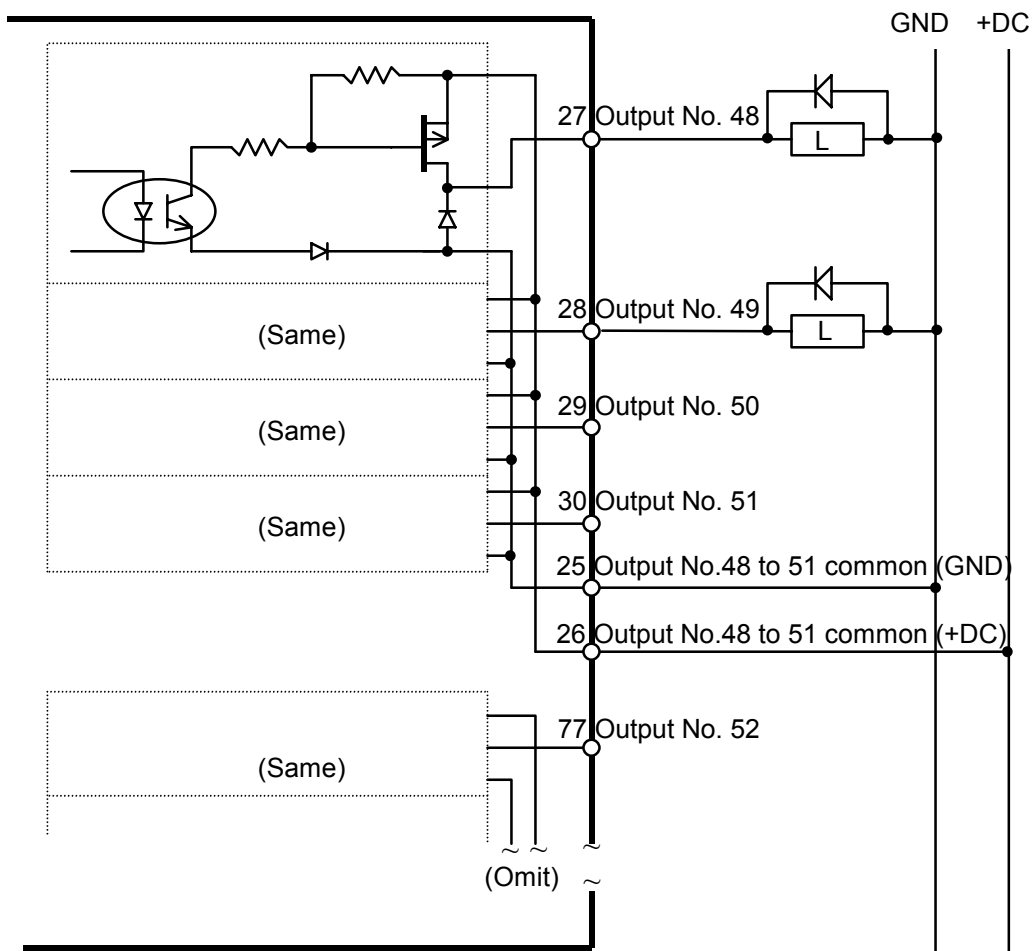 GND +DC
27 Output No. 48
L
28 Output No. 49
L
(Same)
29 Output No. 50
(Same)
30 Output No. 51
(Same)
25 Output No.48 to 51 common (GND)
26 Output No.48 to 51 common (+DC)
77 Output No. 52
(Same)
~ ~ ~
(Omit) ~